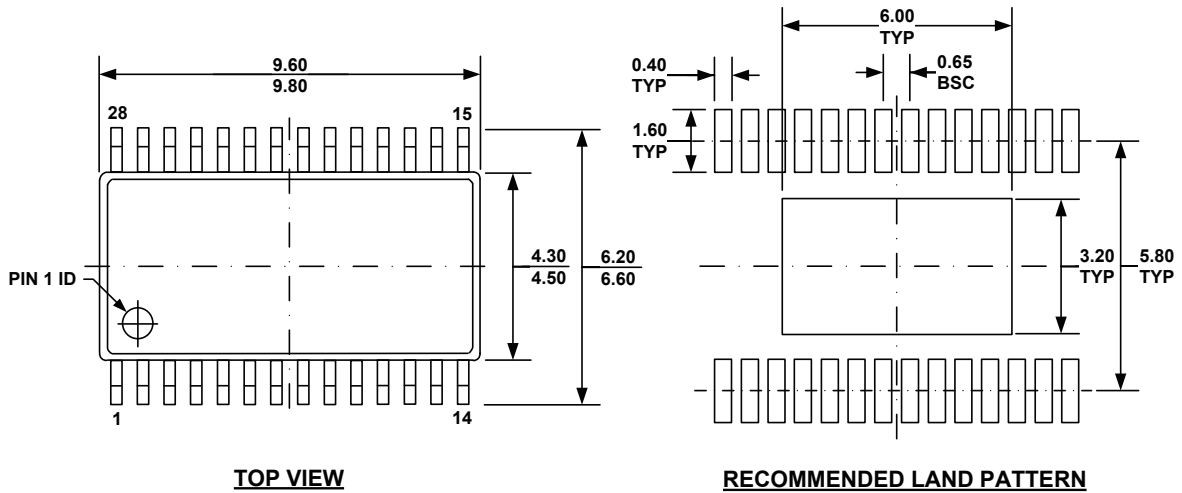 9.60
9.80
28
15
4.30
4.50
6.20
6.60
PIN 1 ID
1
14
TOP VIEW
6.00
TYP
0.40
TYP
0.65
BSC
1.60
TYP
3.20
TYP
5.80
TYP
RECOMMENDED LAND PATTERN